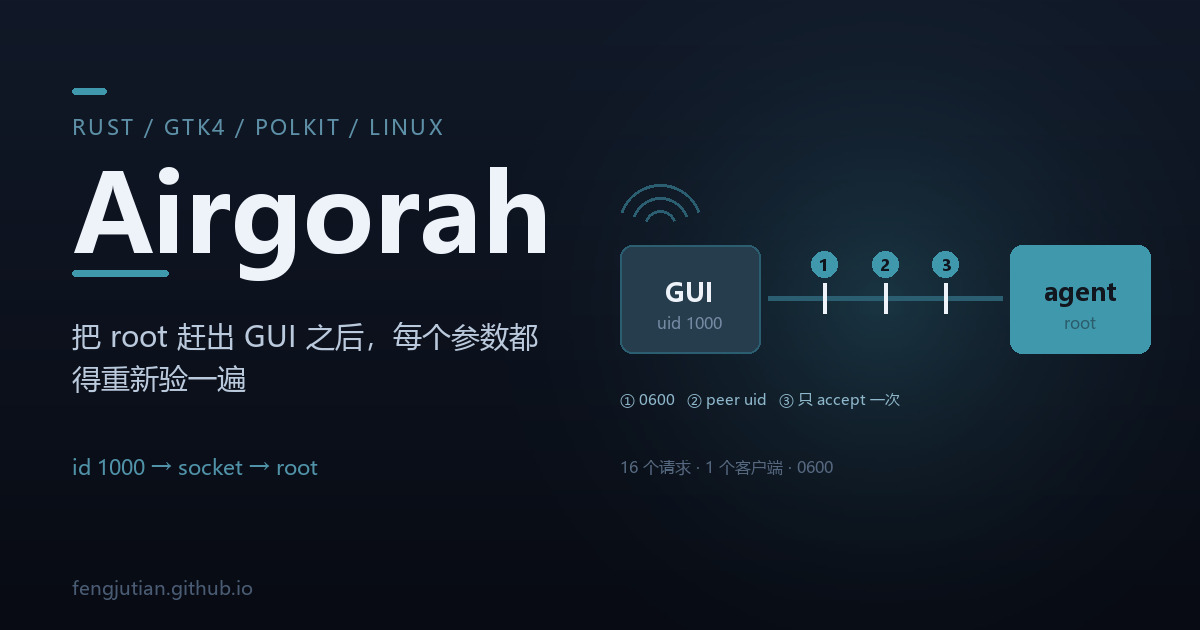 RUST / GTK4 / POLKIT / LINUX
Airgorah
把 root 赶出 GUI 之后，每个参数都
得重新验一遍
id 1000 → socket → root
fengjutian.github.io
GUI
uid 1000
1 2 3
agent
root
① 0600 ② peer uid ③ 只 accept 一次
16 个请求 · 1 个客户端 · 0600